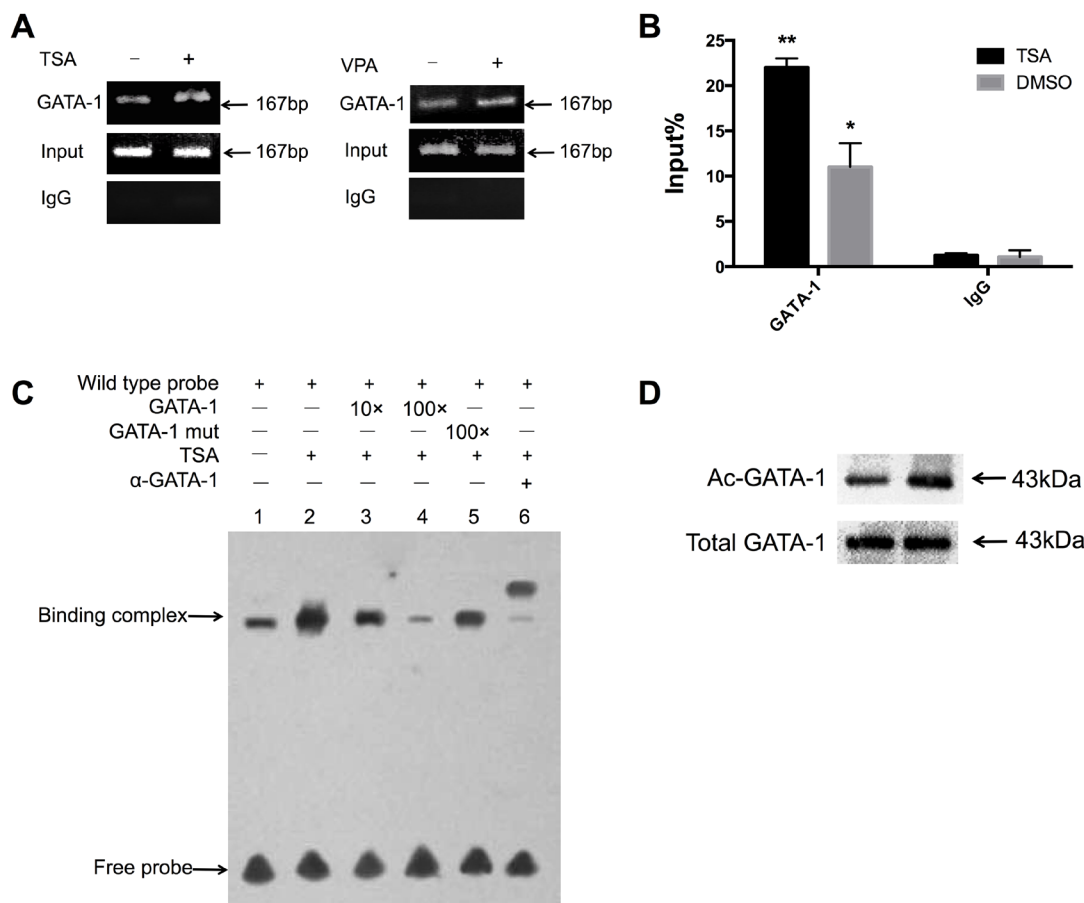 A
TSA − +
GATA-1 167bp
Input 167bp
IgG
VPA − +
GATA-1 167bp
Input 167bp
IgG
B
25
20
15
10
5
0
Input%
** *
TSA
DMSO
GATA-1 IgG
C
Wild type probe + + + + + +
GATA-1 — — 10× 100× — —
GATA-1 mut — — — — 100× —
TSA — + + + + +
α-GATA-1 — — — — — +
1 2 3 4 5 6
Binding complex
Free probe
D
Ac-GATA-1 43kDa
Total GATA-1 43kDa